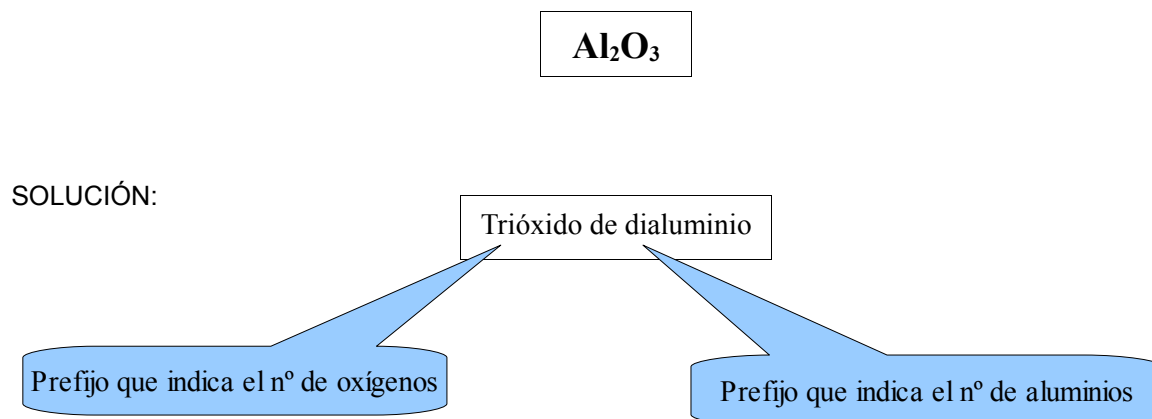 Al₂O₃
SOLUCIÓN:
Trióxido de dialuminio
Prefijo que indica el nº de oxígenos
Prefijo que indica el nº de aluminios